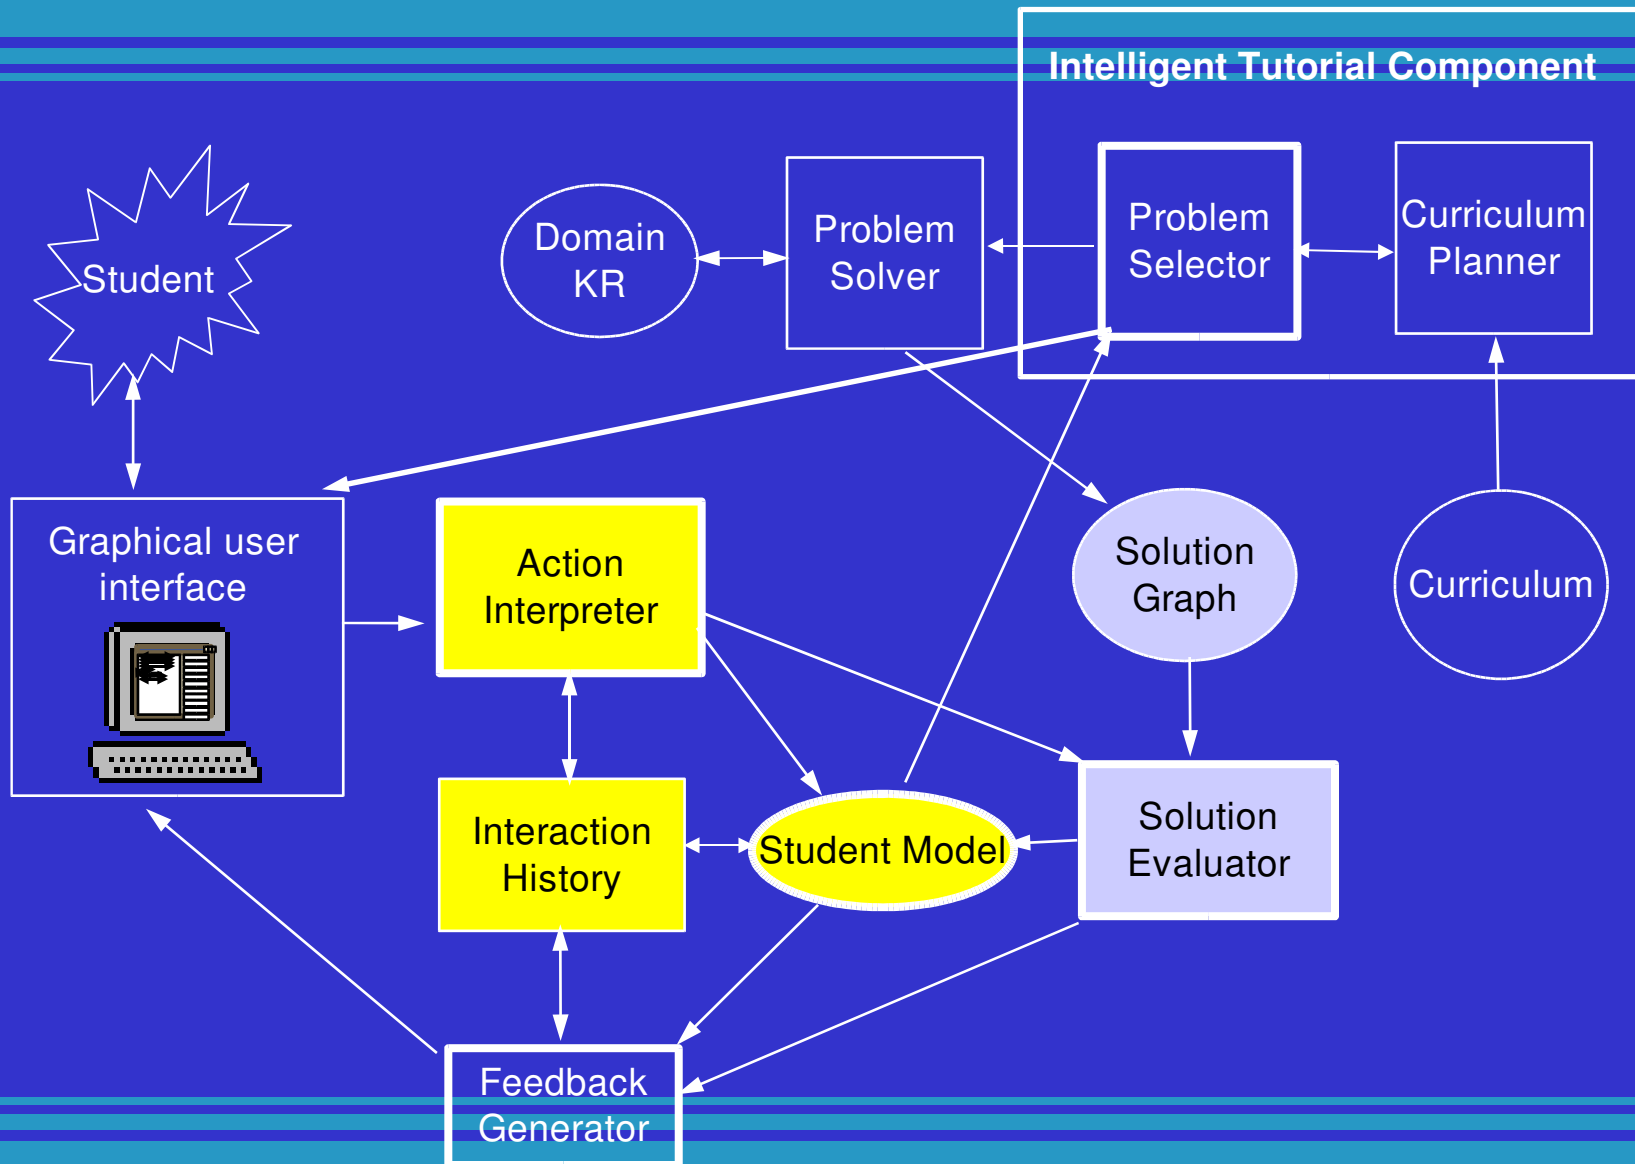 Intelligent Tutorial Component
Student
Domain
KR
Problem
Solver
Problem
Selector
Curriculum
Planner
Graphical user
interface
Action
Interpreter
Solution
Graph
Curriculum
Interaction
History
Student Model
Solution
Evaluator
Feedback
Generator